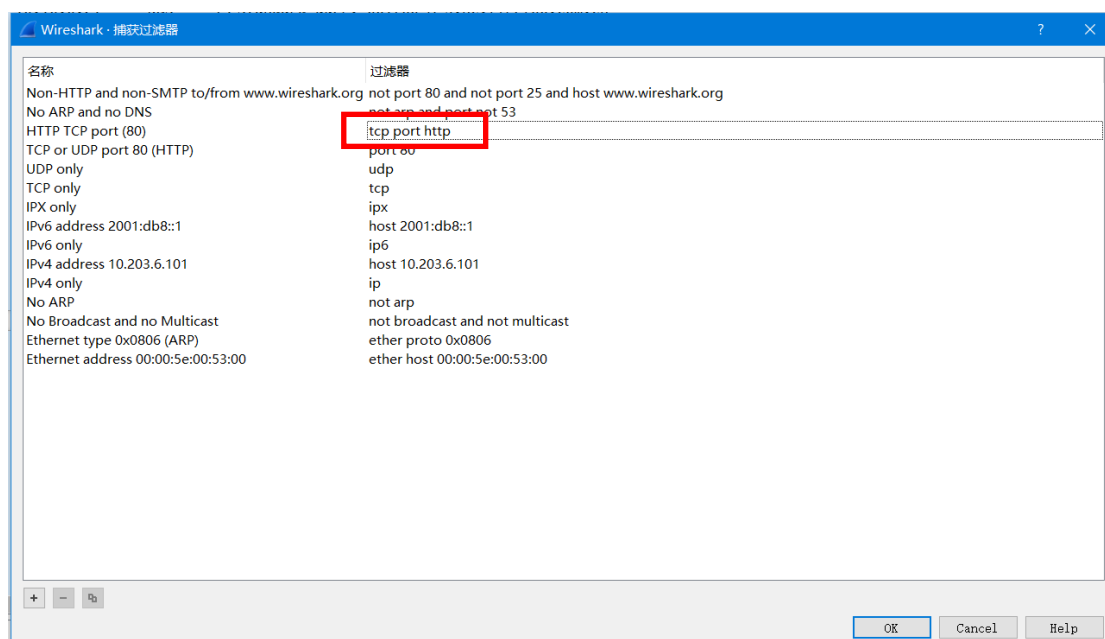 Wireshark · 捕获过滤器 ?
名称 过滤器
Non-HTTP and non-SMTP to/from www.wireshark.org not port 80 and not port 25 and host www.wireshark.org
No ARP and no DNS not arp and port not 53
HTTP TCP port (80) tcp port http
TCP or UDP port 80 (HTTP) port 80
UDP only udp
TCP only tcp
IPX only ipx
IPv6 address 2001:db8::1 host 2001:db8::1
IPv6 only ip6
IPv4 address 10.203.6.101 host 10.203.6.101
IPv4 only ip
No ARP not arp
No Broadcast and no Multicast not broadcast and not multicast
Ethernet type 0x0806 (ARP) ether proto 0x0806
Ethernet address 00:00:5e:00:53:00 ether host 00:00:5e:00:53:00
OK Cancel Help